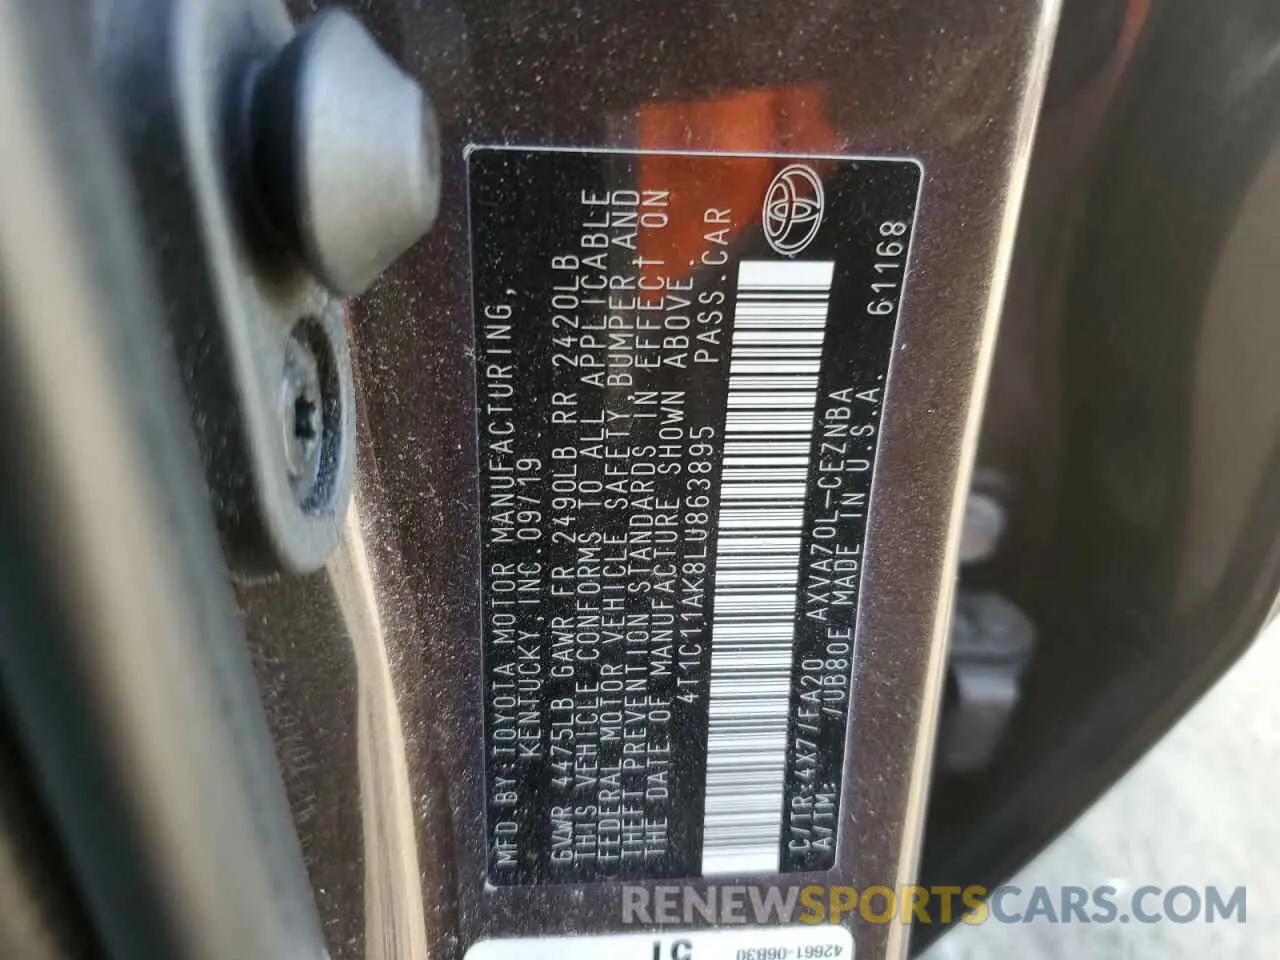 MFD.BY:TOYOTA MOTOR MANUFACTURING,
KENTUCKY,INC.09/19
GVWR 4475LB GAWR FR 2490LB RR 2420LB
THIS VEHICLE CONFORMS TO ALL APPLICABLE
FEDERAL MOTOR VEHICLE SAFETY,BUMPER,AND
THEFT PREVENTION STANDARDS IN EFFECT ON
THE DATE OF MANUFACTURE SHOWN ABOVE.
4T1C11AK8LU863895 PASS.CAR
C/TR:4X7/EA20 AXVA70L-CEZNBA
A/TM: /UB80E MADE IN U.S.A. 61168
42661-06B30
51
RENEWSPORTSCARS.COM